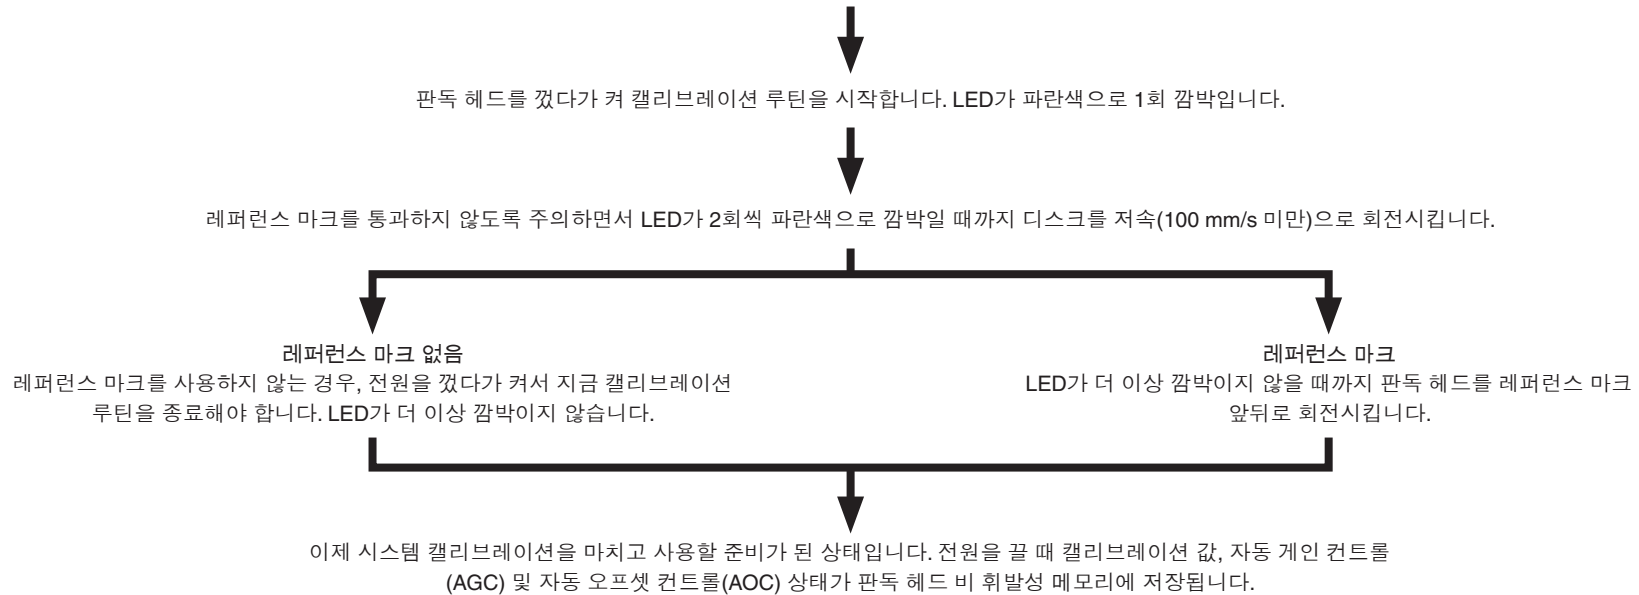 판독 헤드를 껐다가 켜 캘리브레이션 루틴을 시작합니다. LED가 파란색으로 1회 깜박입니다.
레퍼런스 마크를 통과하지 않도록 주의하면서 LED가 2회씩 파란색으로 깜박일 때까지 디스크를 저속(100 mm/s 미만)으로 회전시킵니다.
레퍼런스 마크 없음
레퍼런스 마크를 사용하지 않는 경우, 전원을 껐다가 켜서 지금 캘리브레이션
루틴을 종료해야 합니다. LED가 더 이상 깜박이지 않습니다.
레퍼런스 마크
LED가 더 이상 깜박이지 않을 때까지 판독 헤드를 레퍼런스 마크
앞뒤로 회전시킵니다.
이제 시스템 캘리브레이션을 마치고 사용할 준비가 된 상태입니다. 전원을 끌 때 캘리브레이션 값, 자동 게인 컨트롤
(AGC) 및 자동 오프셋 컨트롤(AOC) 상태가 판독 헤드 비 휘발성 메모리에 저장됩니다.